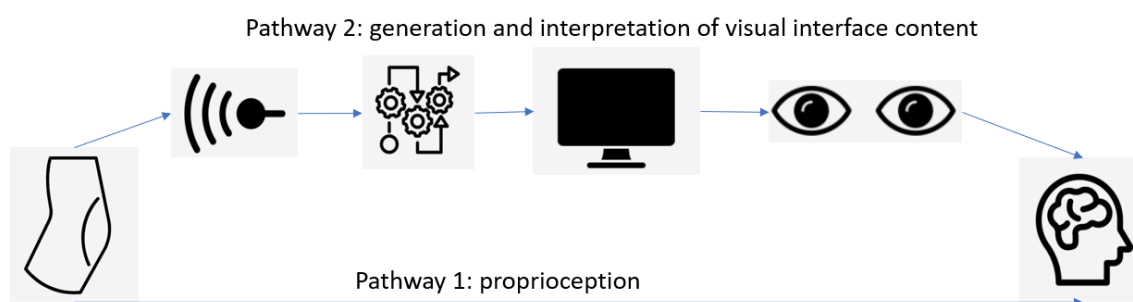 Pathway 2: generation and interpretation of visual interface content
Pathway 1: proprioception